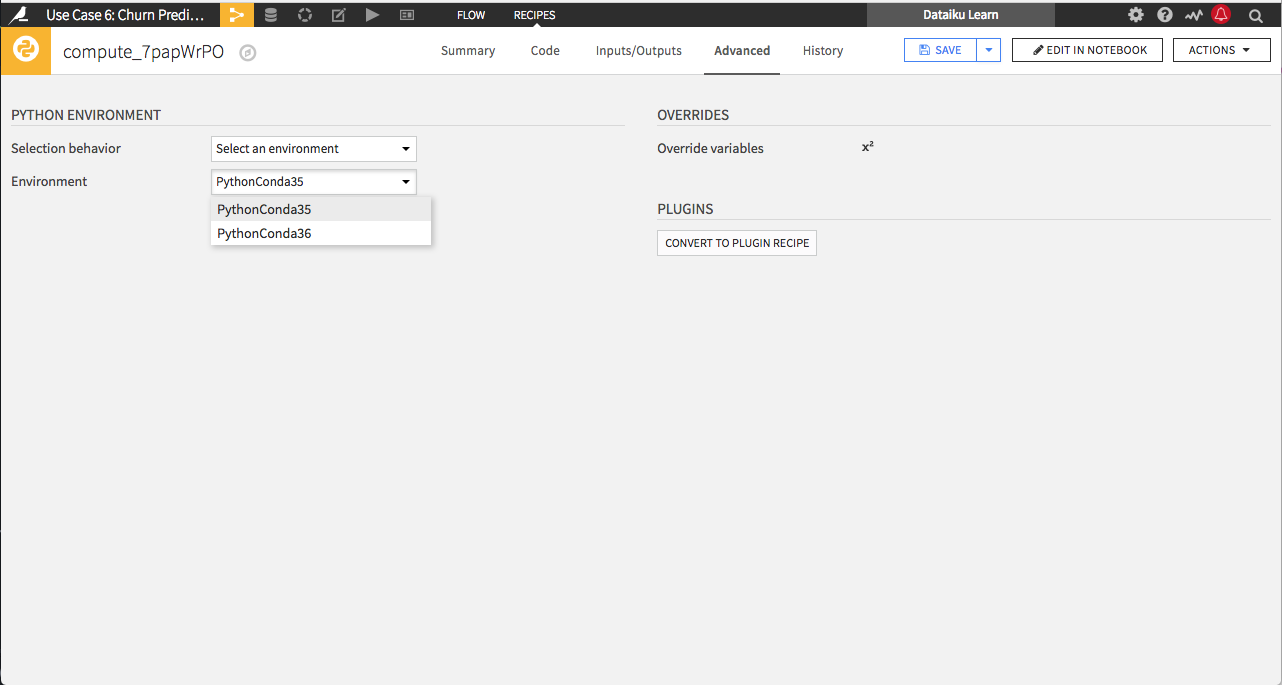 Use Case 6: Churn Predi... FLOW RECIPES Dataiku Learn
compute_7papWrPO Summary Code Inputs/Outputs Advanced History SAVE EDIT IN NOTEBOOK ACTIONS
PYTHON ENVIRONMENT
Selection behavior Select an environment
Environment PythonConda35
PythonConda35
PythonConda36
OVERRIDES
Override variables x²
PLUGINS
CONVERT TO PLUGIN RECIPE